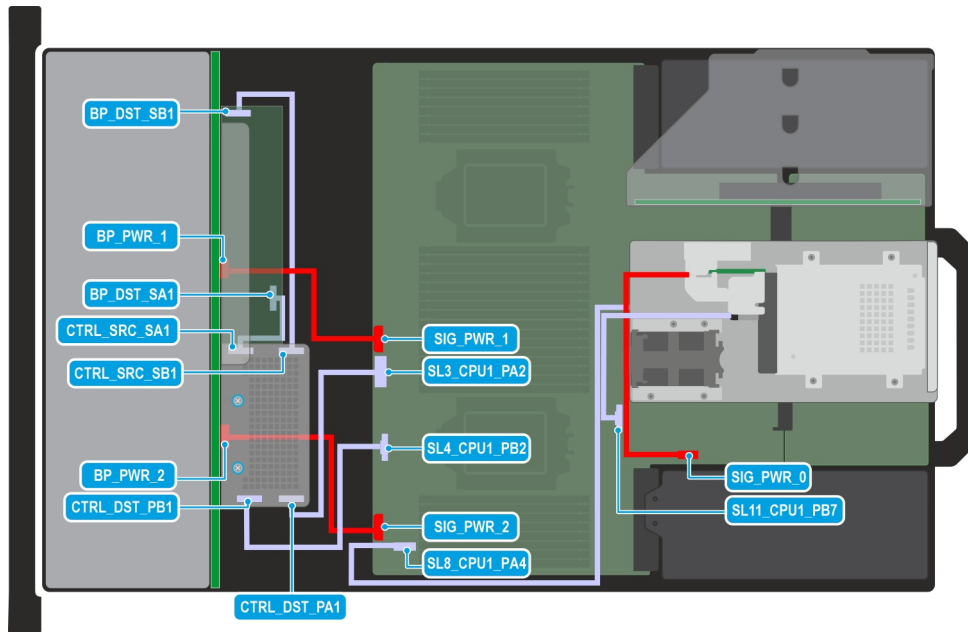 BP_DST_SB1
BP_PWR_1
BP_DST_SA1
CTRL_SRC_SA1
CTRL_SRC_SB1
BP_PWR_2
CTRL_DST_PB1
CTRL_DST_PA1
SIG_PWR_1
SL3_CPU1_PA2
SL4_CPU1_PB2
SIG_PWR_2
SL8_CPU1_PA4
SIG_PWR_0
SL11_CPU1_PB7